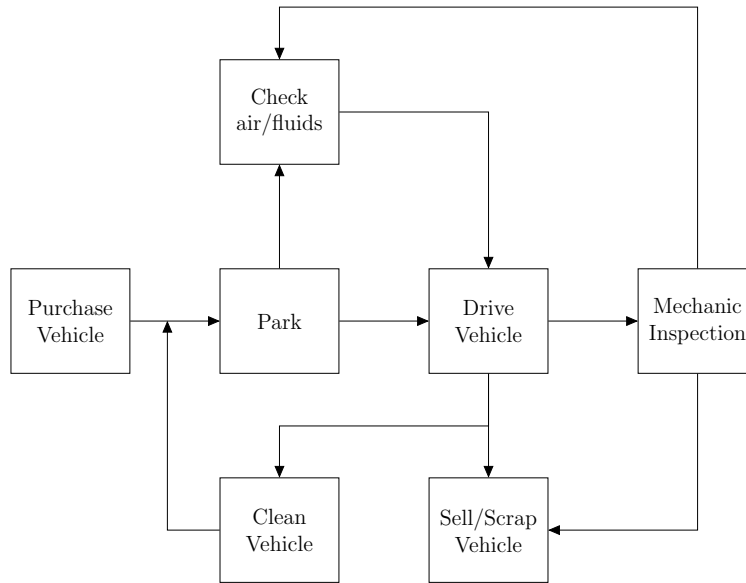 Check
air/fluids
Purchase
Vehicle
Park
Drive
Vehicle
Mechanic
Inspection
Clean
Vehicle
Sell/Scrap
Vehicle